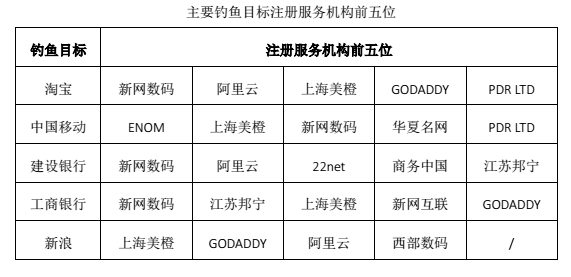 主要钓鱼目标注册服务机构前五位
钓鱼目标 注册服务机构前五位
淘宝 新网数码 阿里云 上海美橙 GODADDY PDR LTD
中国移动 ENOM 上海美橙 新网数码 华夏名网 PDR LTD
建设银行 新网数码 阿里云 22net 商务中国 江苏邦宁
工商银行 新网数码 江苏邦宁 上海美橙 新网互联 GODADDY
新浪 上海美橙 GODADDY 阿里云 西部数码 /